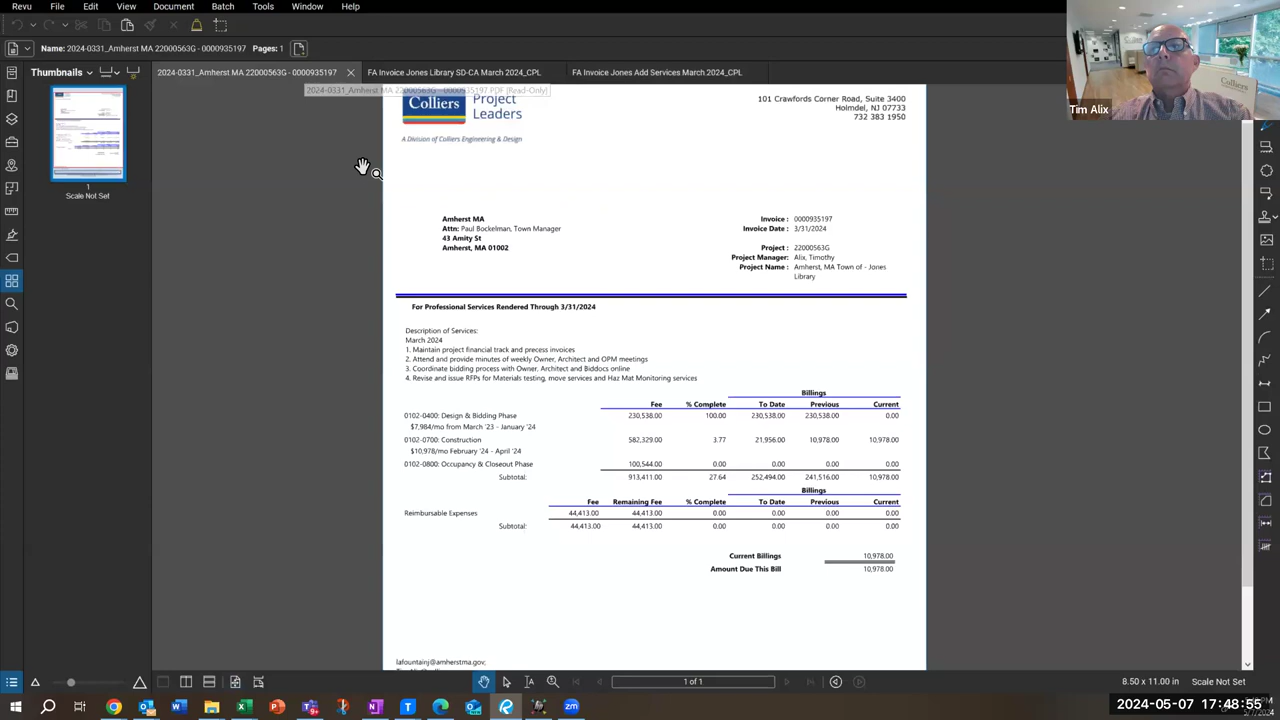 Revu File Edit View Document Batch Tools Window Help
Name: 2024-0331_Amherst MA 22000563G - 0000935197 Pages: 1
Thumbnails
2024-0331_Amherst MA 22000563G - 0000935197
FA Invoice Jones Library SD-CA March 2024_CPL
FA Invoice Jones Add Services March.2024_CPL
2024-0331_Amherst MA 22000563G - 0000935197 PDF [Read-Only]
Colliers
Project
Leaders
A Division of Colliers Engineering & Design
101 Crawfords Corner Road, Suite 3400
Holmdel, NJ 07733
732 383 1950
Colliers
Tim Alix
1
Scale Not Set
Amherst MA
Attn: Paul Bockelman, Town Manager
43 Amity St
Amherst, MA 01002
Invoice : 0000935197
Invoice Date : 3/31/2024
Project : 22000563G
Project Manager: Alix, Timothy
Project Name : Amherst, MA Town of - Jones
Library
For Professional Services Rendered Through 3/31/2024
Description of Services:
March 2024
1. Maintain project financial track and precess invoices
2. Attend and provide minutes of weekly Owner, Architect and OPM meetings
3. Coordinate bidding process with Owner, Architect and Biddocs online
4. Revise and issue RFPs for Materials testing, move services and Haz Mat Monitoring services
Billings
Fee % Complete To Date Previous Current
0102-0400: Design & Bidding Phase 230,538.00 100.00 230,538.00 230,538.00 0.00
$7,984/mo from March '23 - January '24
0102-0700: Construction 582,329.00 3.77 21,956.00 10,978.00 10,978.00
$10,978/mo February '24 - April '24
0102-0800: Occupancy & Closeout Phase 100,544.00 0.00 0.00 0.00 0.00
Subtotal: 913,411.00 27.64 252,494.00 241,516.00 10,978.00
Billings
Fee Remaining Fee % Complete To Date Previous Current
Reimbursable Expenses 44,413.00 44,413.00 0.00 0.00 0.00 0.00
Subtotal: 44,413.00 44,413.00 0.00 0.00 0.00 0.00
Current Billings 10,978.00
Amount Due This Bill 10,978.00
lafountainj@amherstma.gov;
1 of 1
8.50 x 11.00 in Scale Not Set
2024-05-07 17:48:55